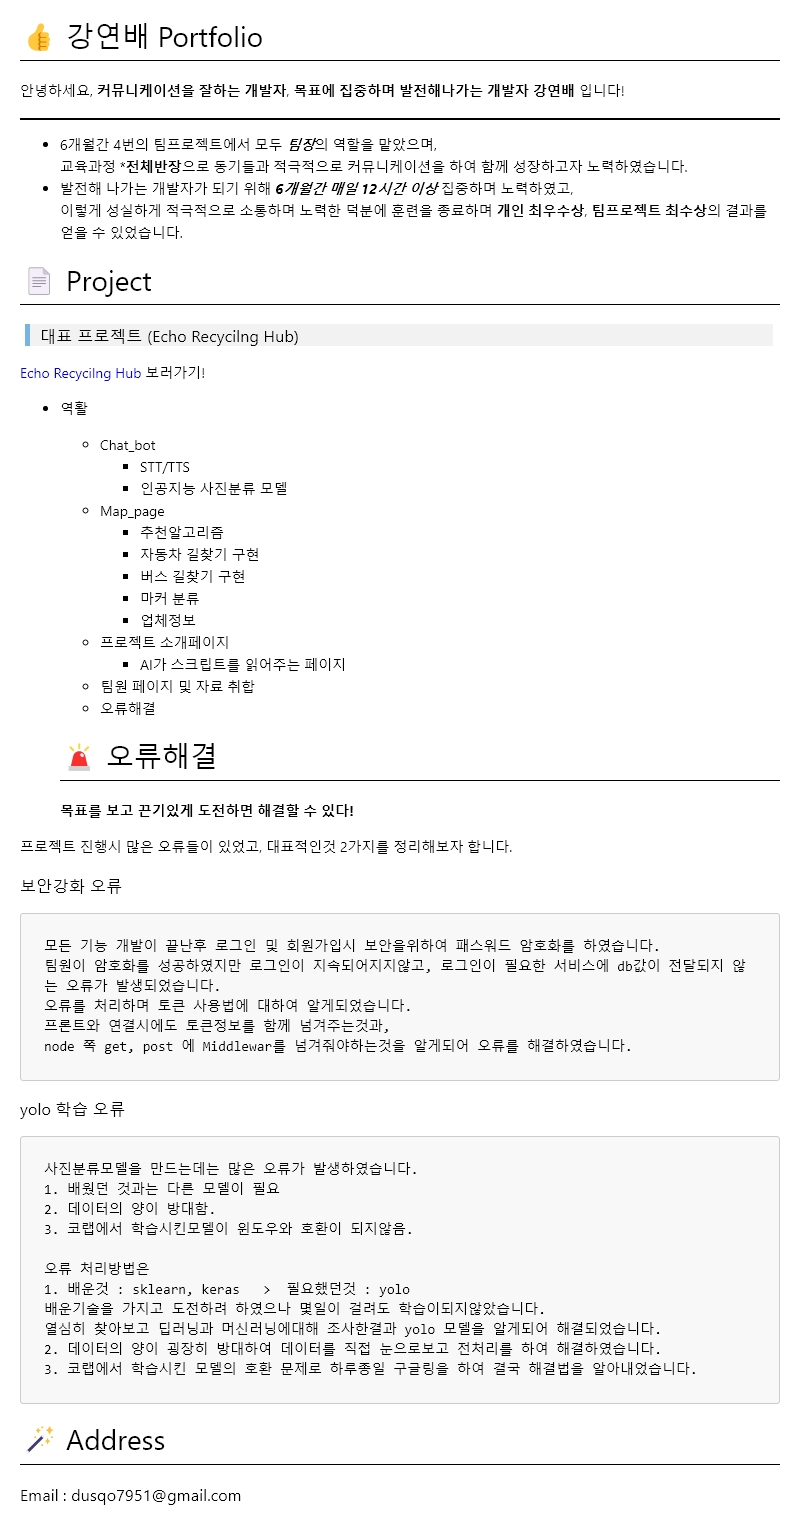 👍 강연배 Portfolio
안녕하세요, 커뮤니케이션을 잘하는 개발자, 목표에 집중하며 발전해나가는 개발자 강연배 입니다!
• 6개월간 4번의 팀프로젝트에서 모두 팀장의 역할을 맡았으며,
교육과정 *전체반장으로 동기들과 적극적으로 커뮤니케이션을 하여 함께 성장하고자 노력하였습니다.
• 발전해 나가는 개발자가 되기 위해 6개월간 매일 12시간 이상 집중하며 노력하였고,
이렇게 성실하게 적극적으로 소통하며 노력한 덕분에 훈련을 종료하며 개인 최우수상, 팀프로젝트 최수상의 결과를
얻을 수 있었습니다.
📄 Project
대표 프로젝트 (Echo Recycilng Hub)
Echo Recycilng Hub 보러가기!
• 역활
◦ Chat_bot
▪ STT/TTS
▪ 인공지능 사진분류 모델
◦ Map_page
▪ 추천알고리즘
▪ 자동차 길찾기 구현
▪ 버스 길찾기 구현
▪ 마커 분류
▪ 업체정보
◦ 프로젝트 소개페이지
▪ AI가 스크립트를 읽어주는 페이지
◦ 팀원 페이지 및 자료 취합
◦ 오류해결
🚨 오류해결
목표를 보고 끈기있게 도전하면 해결할 수 있다!
프로젝트 진행시 많은 오류들이 있었고, 대표적인것 2가지를 정리해보자 합니다.
보안강화 오류
모든 기능 개발이 끝난후 로그인 및 회원가입시 보안을위하여 패스워드 암호화를 하였습니다.
팀원이 암호화를 성공하였지만 로그인이 지속되어지지않고, 로그인이 필요한 서비스에 db값이 전달되지 않
는 오류가 발생되었습니다.
오류를 처리하며 토큰 사용법에 대하여 알게되었습니다.
프론트와 연결시에도 토큰정보를 함께 넘겨주는것과,
node 쪽 get, post 에 Middlewar를 넘겨줘야하는것을 알게되어 오류를 해결하였습니다.
yolo 학습 오류
사진분류모델을 만드는데는 많은 오류가 발생하였습니다.
1. 배웠던 것과는 다른 모델이 필요
2. 데이터의 양이 방대함.
3. 코랩에서 학습시킨모델이 윈도우와 호환이 되지않음.
오류 처리방법은
1. 배운것 : sklearn, keras > 필요했던것 : yolo
배운기술을 가지고 도전하려 하였으나 몇일이 걸려도 학습이되지않았습니다.
열심히 찾아보고 딥러닝과 머신러닝에대해 조사한결과 yolo 모델을 알게되어 해결되었습니다.
2. 데이터의 양이 굉장히 방대하여 데이터를 직접 눈으로보고 전처리를 하여 해결하였습니다.
3. 코랩에서 학습시킨 모델의 호환 문제로 하루종일 구글링을 하여 결국 해결법을 알아내었습니다.
🪄 Address
Email : dusqo7951@gmail.com